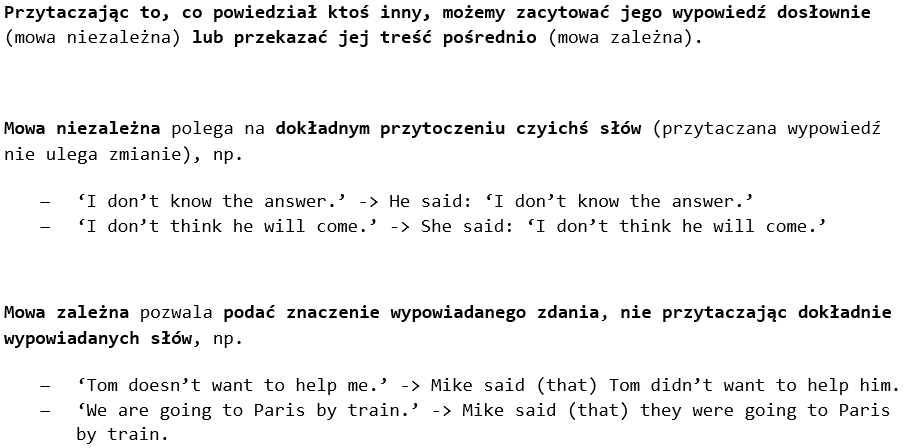 Przytaczając to, co powiedział ktoś inny, możemy zacytować jego wypowiedź dosłownie
(mowa niezależna) lub przekazać jej treść pośrednio (mowa zależna).
Mowa niezależna polega na dokładnym przytoczeniu czyichś słów (przytaczana wypowiedź
nie ulega zmianie), np.
– ‘I don’t know the answer.’ -> He said: ‘I don’t know the answer.’
– ‘I don’t think he will come.’ -> She said: ‘I don’t think he will come.’
Mowa zależna pozwala podać znaczenie wypowiadanego zdania, nie przytaczając dokładnie
wypowiadanych słów, np.
– ‘Tom doesn’t want to help me.’ -> Mike said (that) Tom didn’t want to help him.
– ‘We are going to Paris by train.’ -> Mike said (that) they were going to Paris
by train.